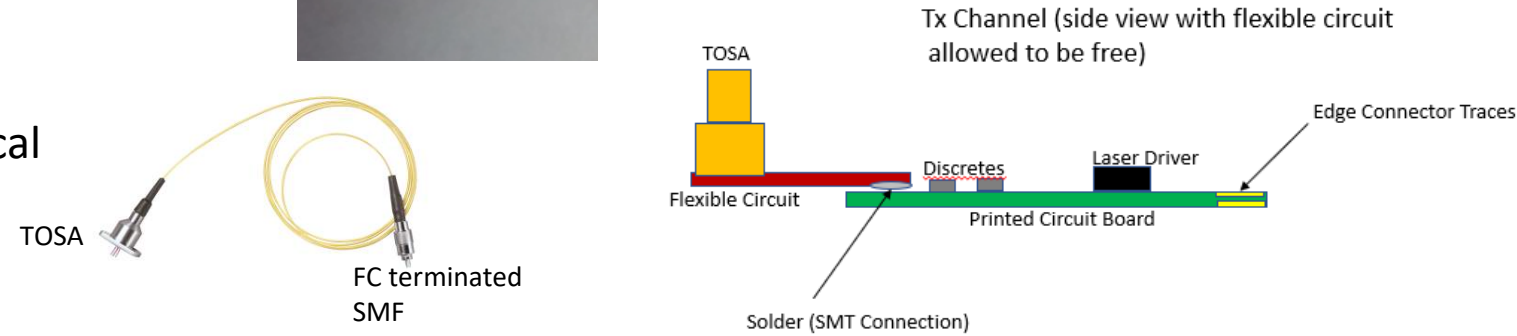 cal
TOSA
FC terminated
SMF
Tx Channel (side view with flexible circuit
allowed to be free)
TOSA
Edge Connector Traces
Discretes
Laser Driver
Flexible Circuit
Printed Circuit Board
Solder (SMT Connection)